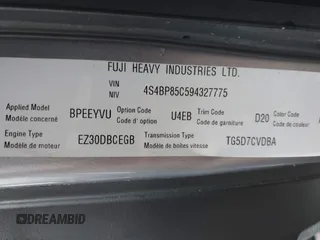 FUJI HEAVY INDUSTRIES LTD.
VIN
NIV
4S4BP85C594327775
Applied Model
Modèle concerné
BPEEYVU
Option Code
Code d'option
U4EB
Trim Code
Code de garniture
D20
Color Code
Code de couleur
Engine Type
Modèle de moteur
EZ30DBCEGB
Transmission Type
Modèle de boites vitesse
TG5D7CVDBA
DREAMBID